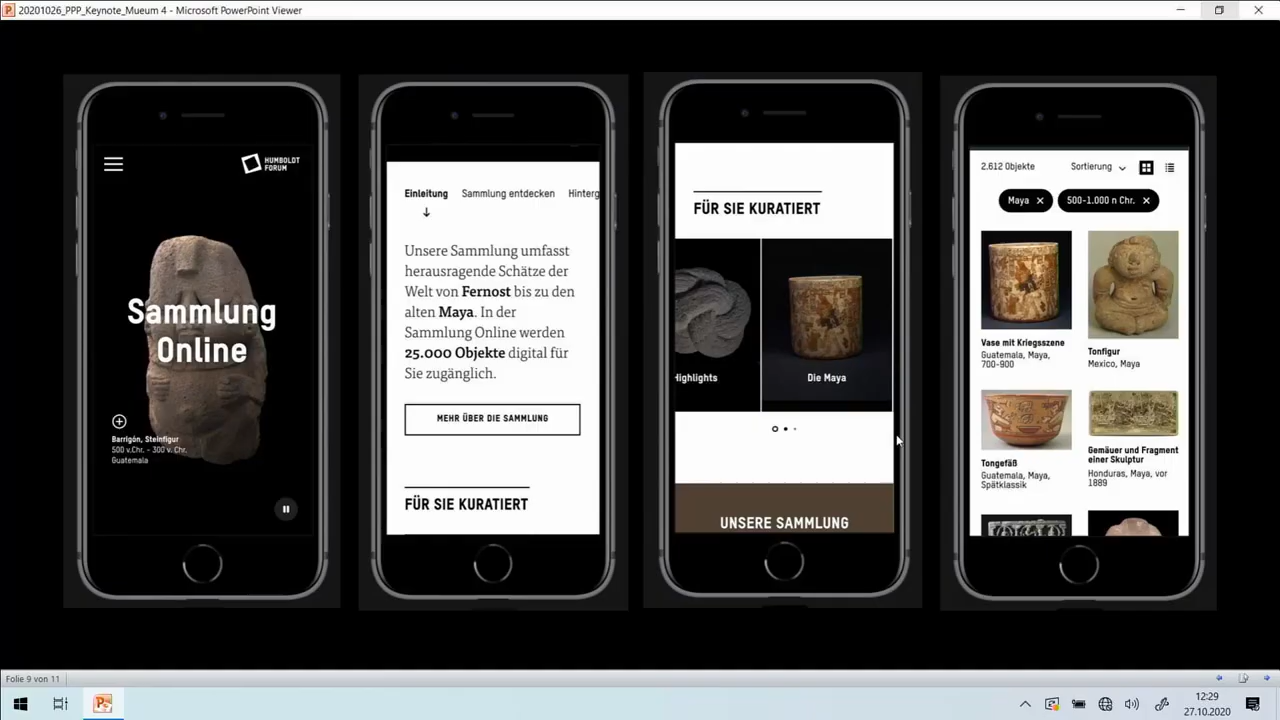 20201026_PPP_Keynote_Mueum 4 - Microsoft PowerPoint Viewer
HUMBOLDT
FORUM
Sammlung
Online
Barrigón, Steinfigur
500 v.Chr. - 300 v. Chr.
Guatemala
Einleitung Sammlung entdecken Hinterg
Unsere Sammlung umfasst
herausragende Schätze der
Welt von Fernost bis zu den
alten Maya. In der
Sammlung Online werden
25.000 Objekte digital für
Sie zugänglich.
MEHR ÜBER DIE SAMMLUNG
FÜR SIE KURATIERT
FÜR SIE KURATIERT
Highlights
Die Maya
UNSERE SAMMLUNG
2.612 Objekte Sortierung
Maya 500-1.000 n Chr.
Vase mit Kriegsszene
Guatemala, Maya,
700-900
Tonfigur
Mexico, Maya
Tongefäß
Guatemala, Maya,
Spätklassik
Gemäuer und Fragment
einer Skulptur
Honduras, Maya, vor
1889
Folie 9 von 11
12:29
27.10.2020